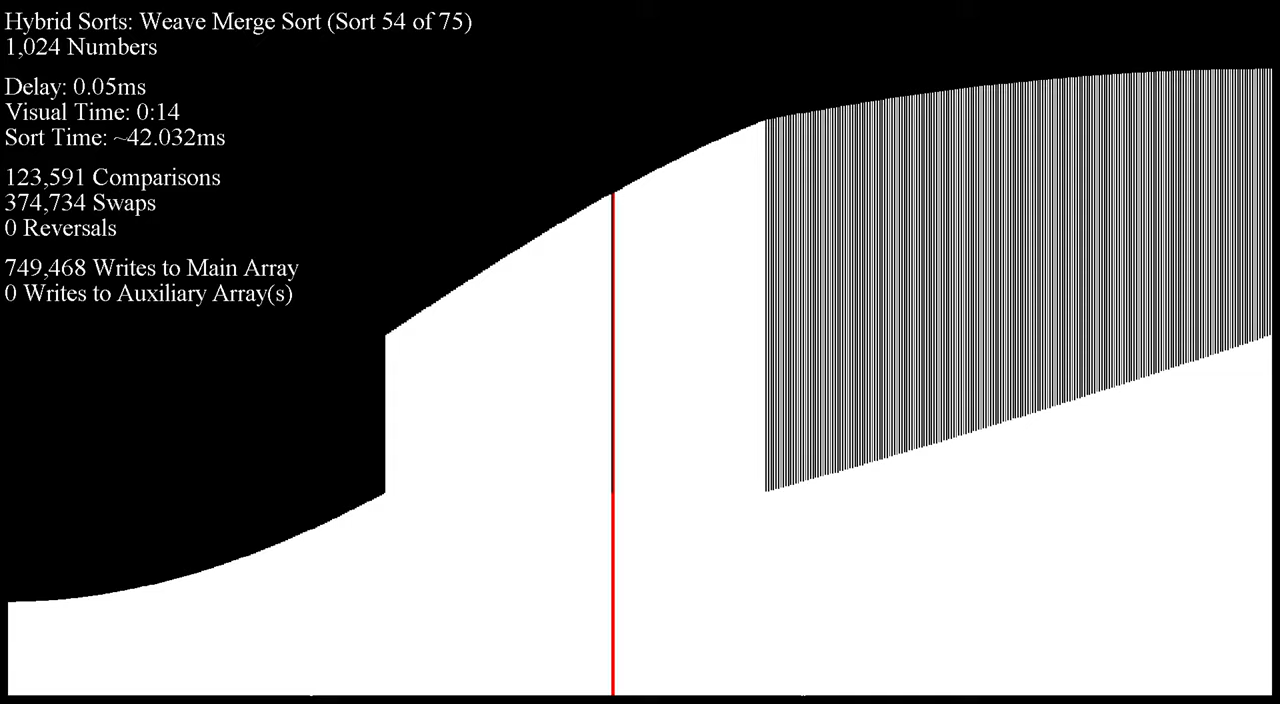 Hybrid Sorts: Weave Merge Sort (Sort 54 of 75)
1,024 Numbers
Delay: 0.05ms
Visual Time: 0:14
Sort Time: ~42.032ms
123,591 Comparisons
374,734 Swaps
0 Reversals
749,468 Writes to Main Array
0 Writes to Auxiliary Array(s)